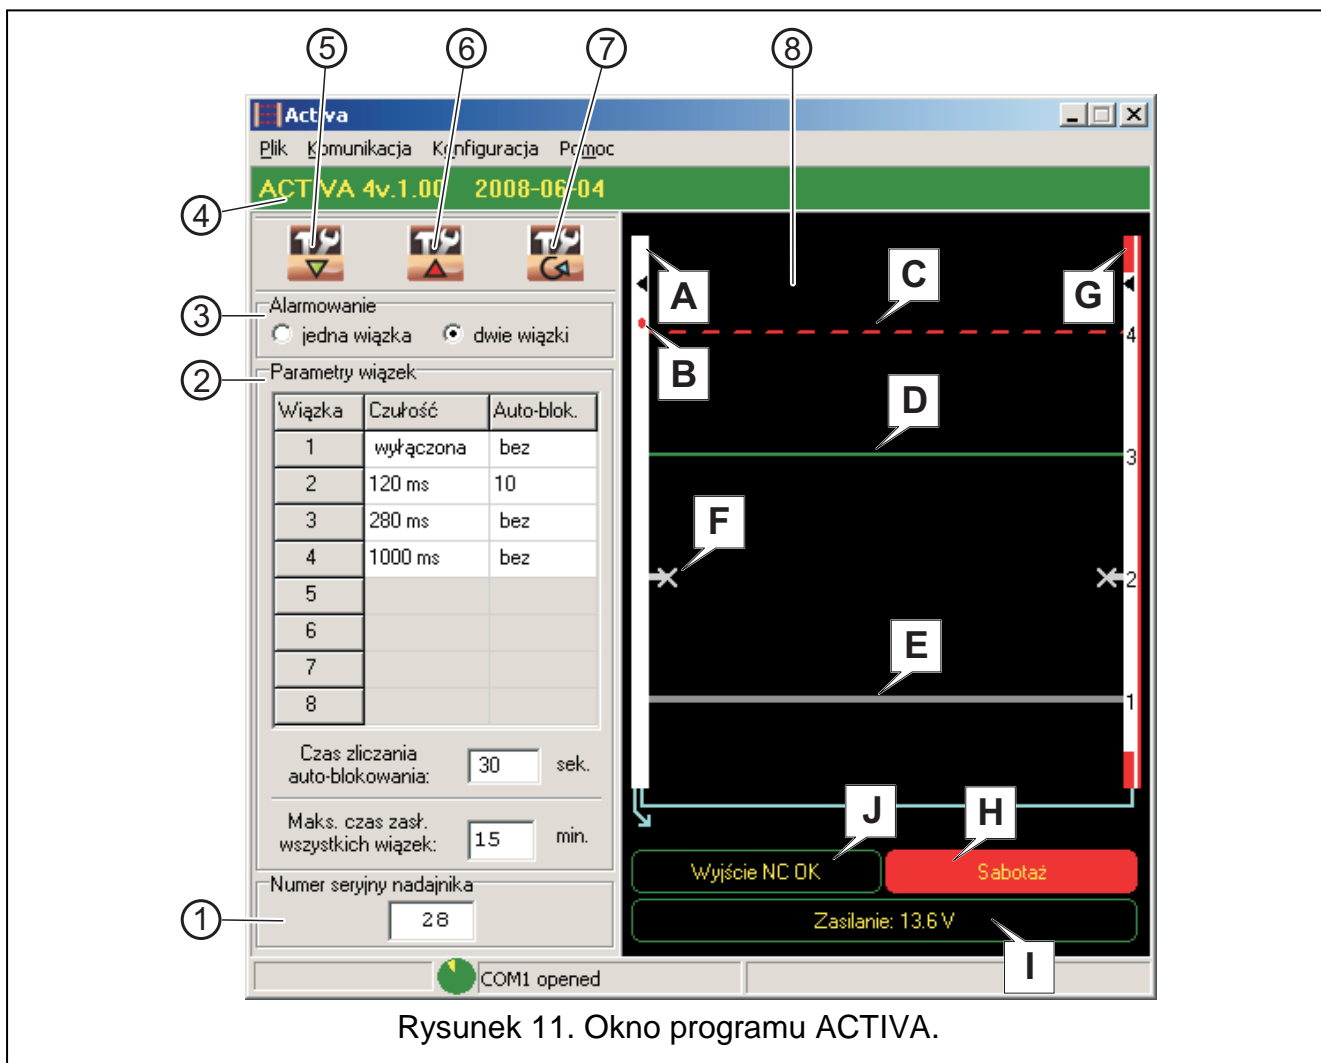 5 6 7 8
Activa
Plik Komunikacja Konfiguracja Pomoc
ACTIVA 4v.1.00 2008-06-04
4
3
Alarmowanie
jedna wiązka dwie wiązki
2
Parametry wiązek
Wiązka Czułość Auto-blok.
1 wyłączona bez
2 120 ms 10
3 280 ms bez
4 1000 ms bez
5
6
7
8
Czas zliczania
auto-blokowania: 30 sek.
Maks. czas zasł.
wszystkich wiązek: 15 min.
1
Numer seryjny nadajnika
28
A C G
B 4
D
3
F
2
E
1
J H
Wyjście NC OK Sabotaż
Zasilanie: 13.6 V
I
COM1 opened
Rysunek 11. Okno programu ACTIVA.